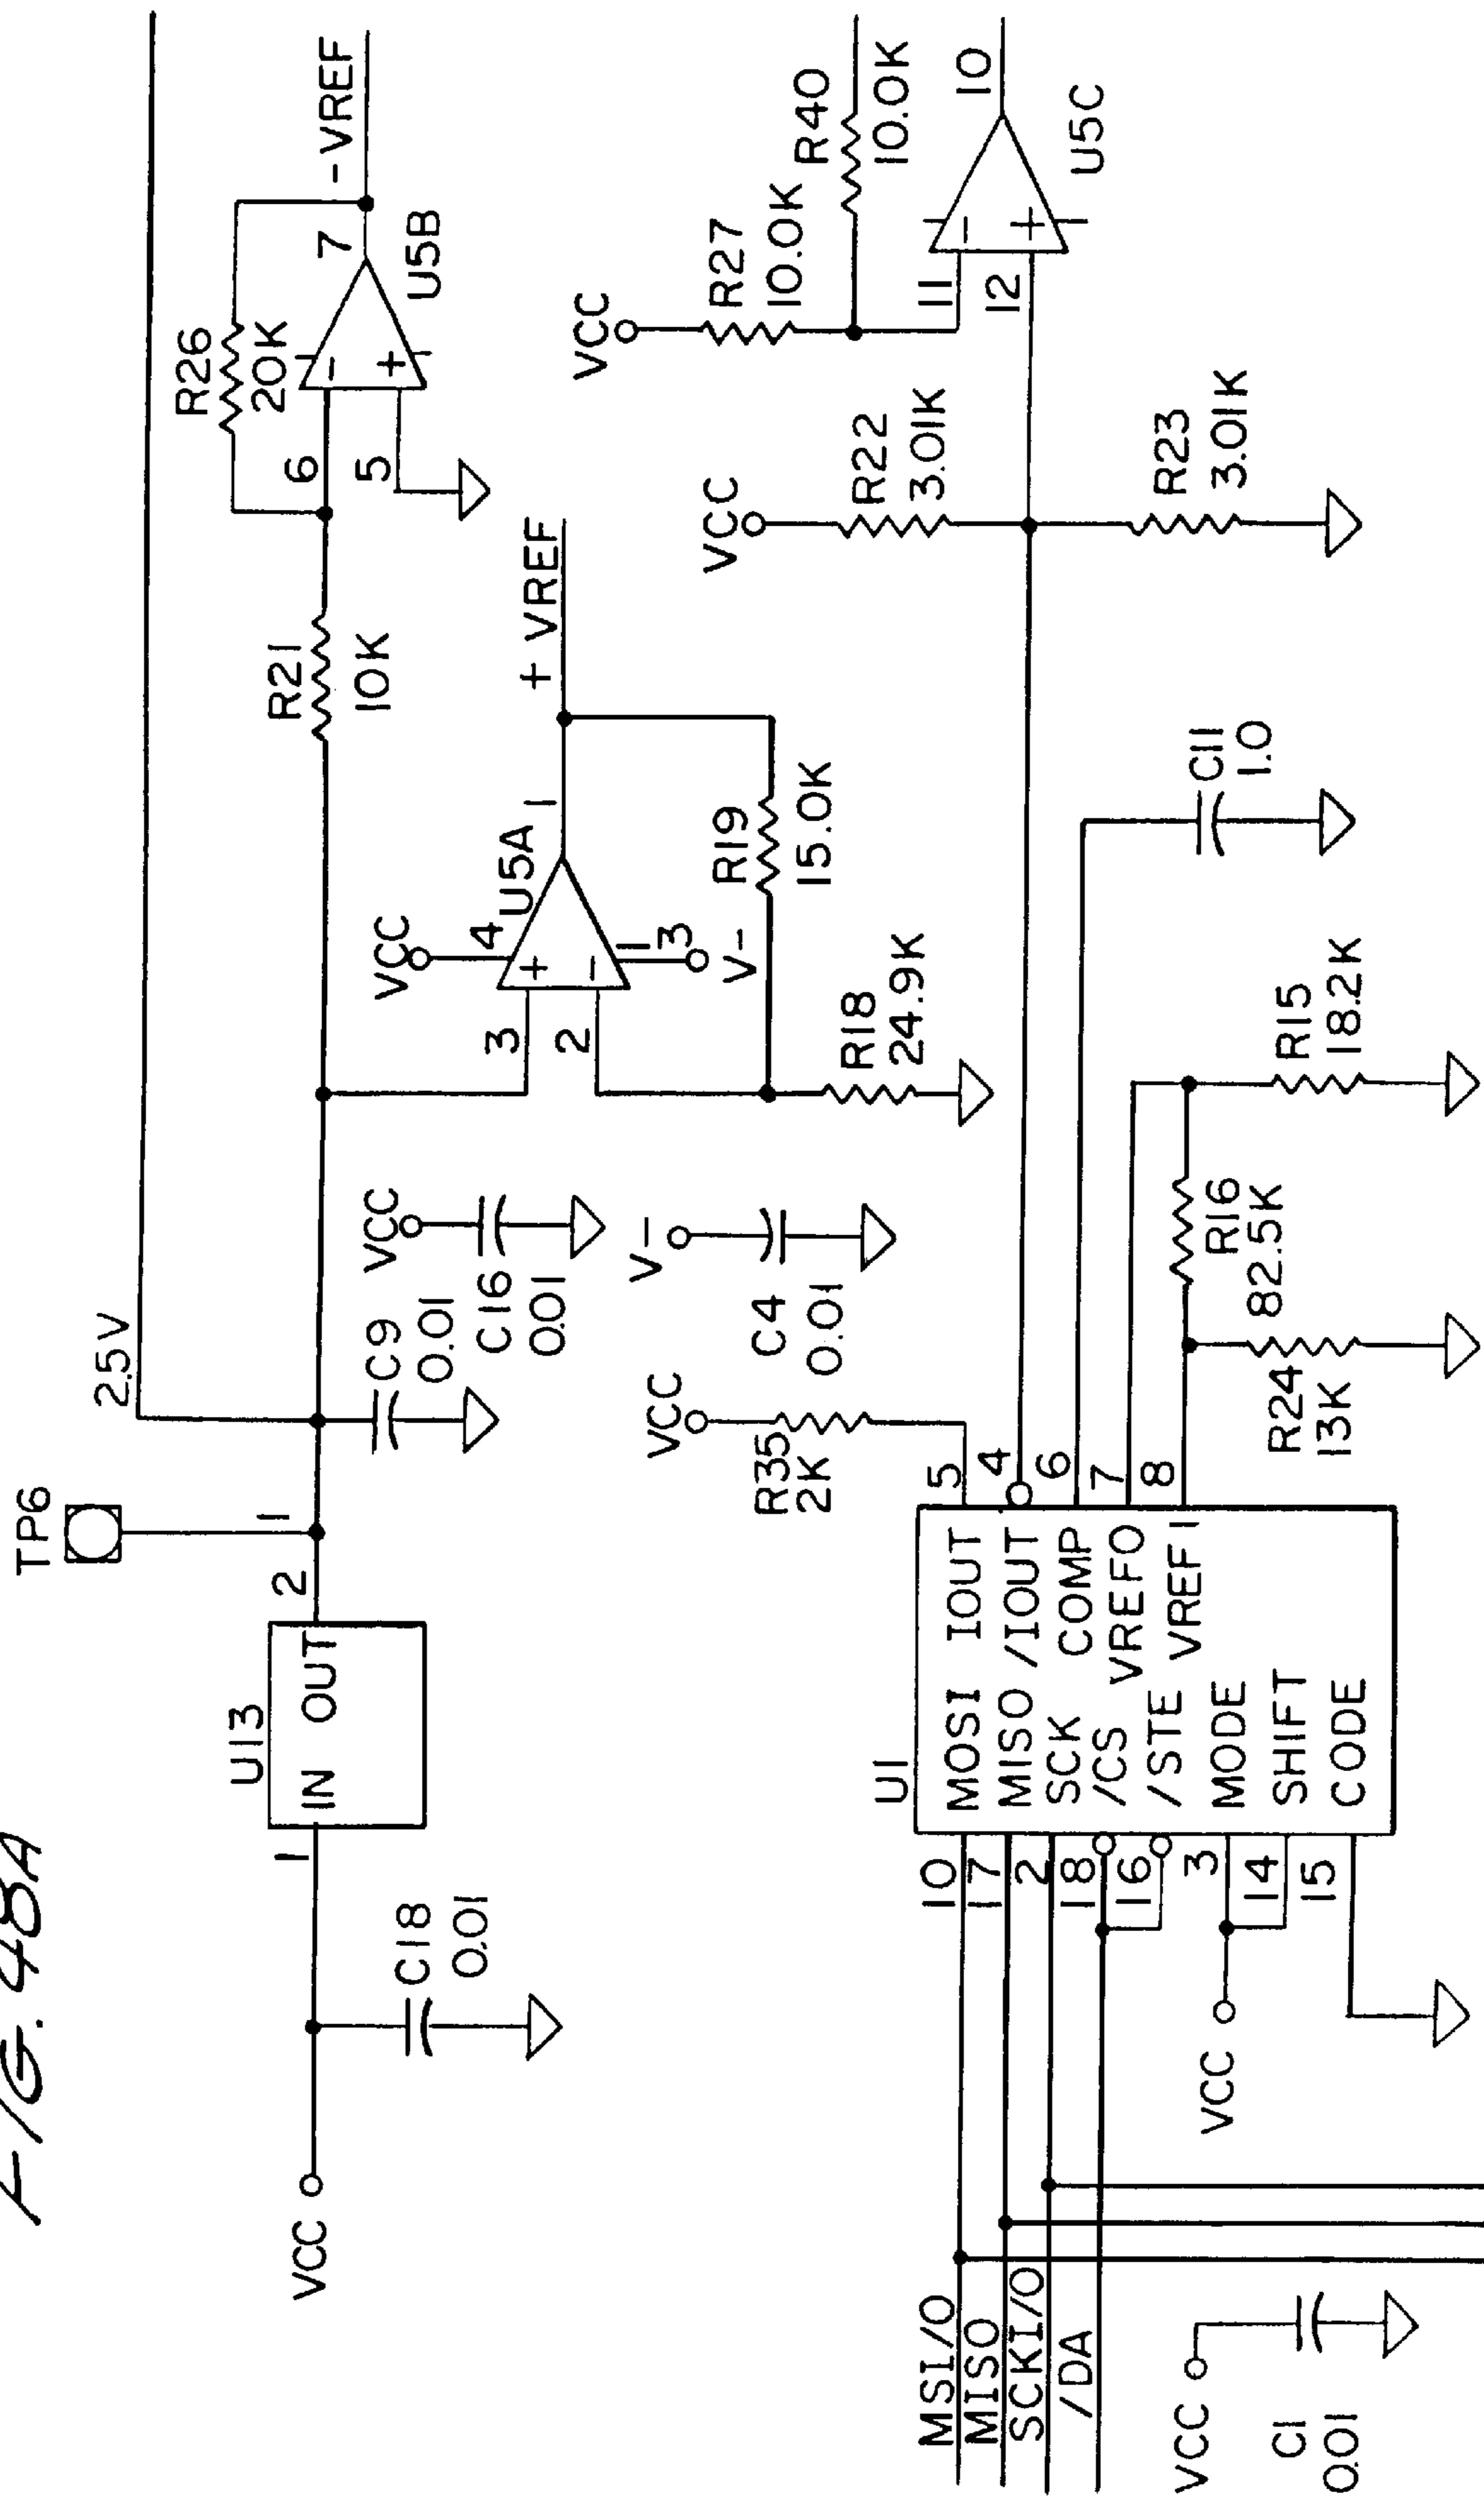 FIG. 48A
TP6
2.5V
1
U13
IN OUT
1
2
VCC
C18
0.01
C9
0.01
VCC
C16
0.01
V-
C4
0.01
R21
10K
R26
20K
6
5
7
U5B
-VREF
VCC
4
U5A
3
2
1
11
3
V-
+VREF
R19
15.0K
R18
24.9K
VCC
R27
10.0K
R40
10.0K
11
12
10
U5C
VCC
R22
3.01K
R23
3.01K
VCC
R35
2K
U1
MOSI IOUT
MISO /IOUT
SCK COMP
/CS VREFO
/STE VREFI
MODE
SHIFT
CODE
10
17
2
18
16
3
14
15
5
4
6
7
8
C11
1.0
R16
82.5K
R15
18.2K
R24
13K
VCC
MSI/O
MISO
SCKI/O
/DA
VCC
C1
0.01